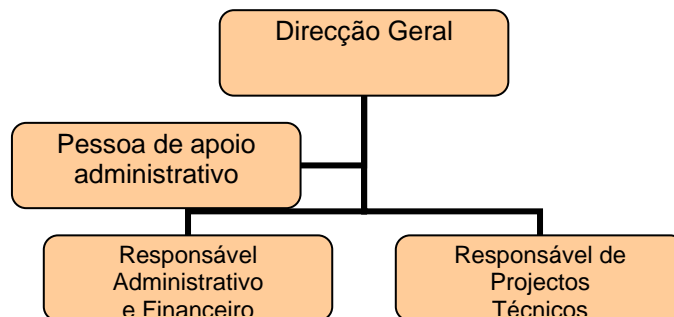 Direcção Geral
Pessoa de apoio
administrativo
Responsável
Administrativo
e Financeiro
Responsável de
Projectos
Técnicos